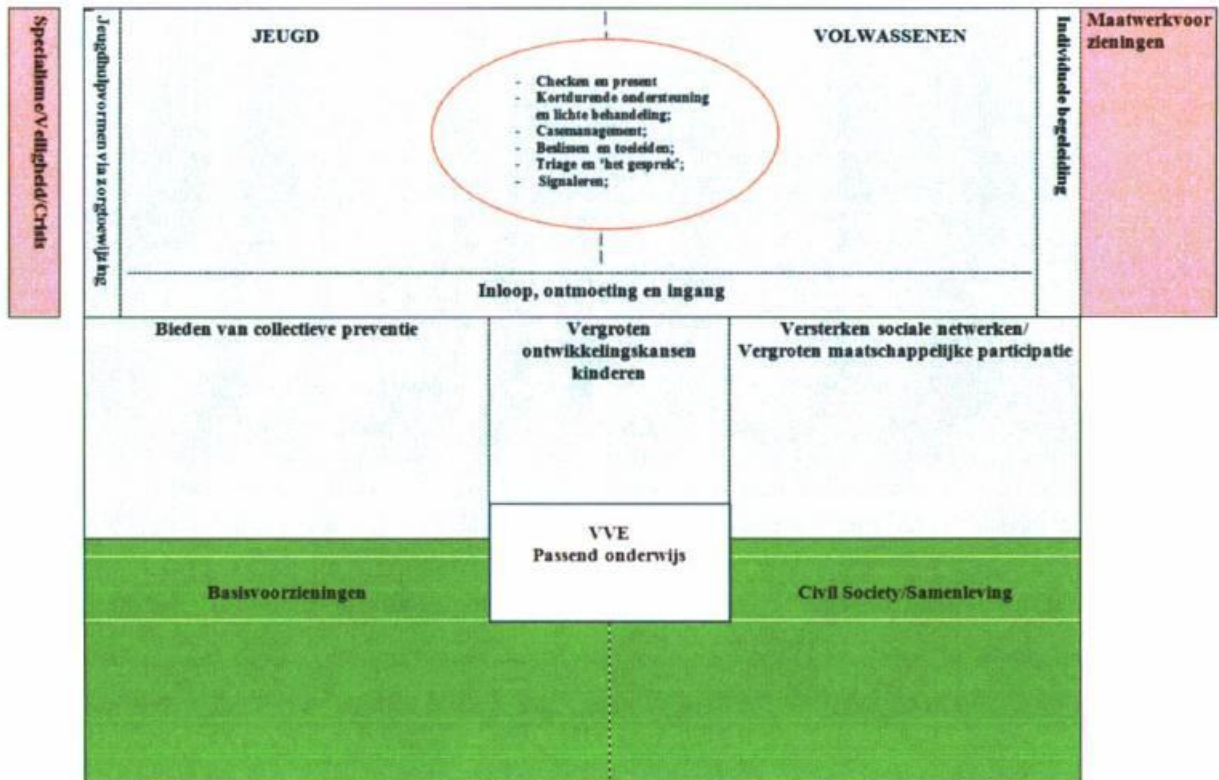 Specialisme/Veiligheid/Crisis
Jeugdhulpvormen via zorgtoewijzing
JEUGD
VOLWASSENEN
- Checken en present
- Kortdurende ondersteuning
en lichte behandeling;
- Casemanagement;
- Beslissen en toeleiden;
- Triage en 'het gesprek';
- Signaleren;
Individuele begeleiding
Maatwerkvoor
zieningen
Inloop, ontmoeting en ingang
Bieden van collectieve preventie
Vergroten
ontwikkelingskansen
kinderen
Versterken sociale netwerken/
Vergroten maatschappelijke participatie
VVE
Passend onderwijs
Basisvoorzieningen
Civil Society/Samenleving